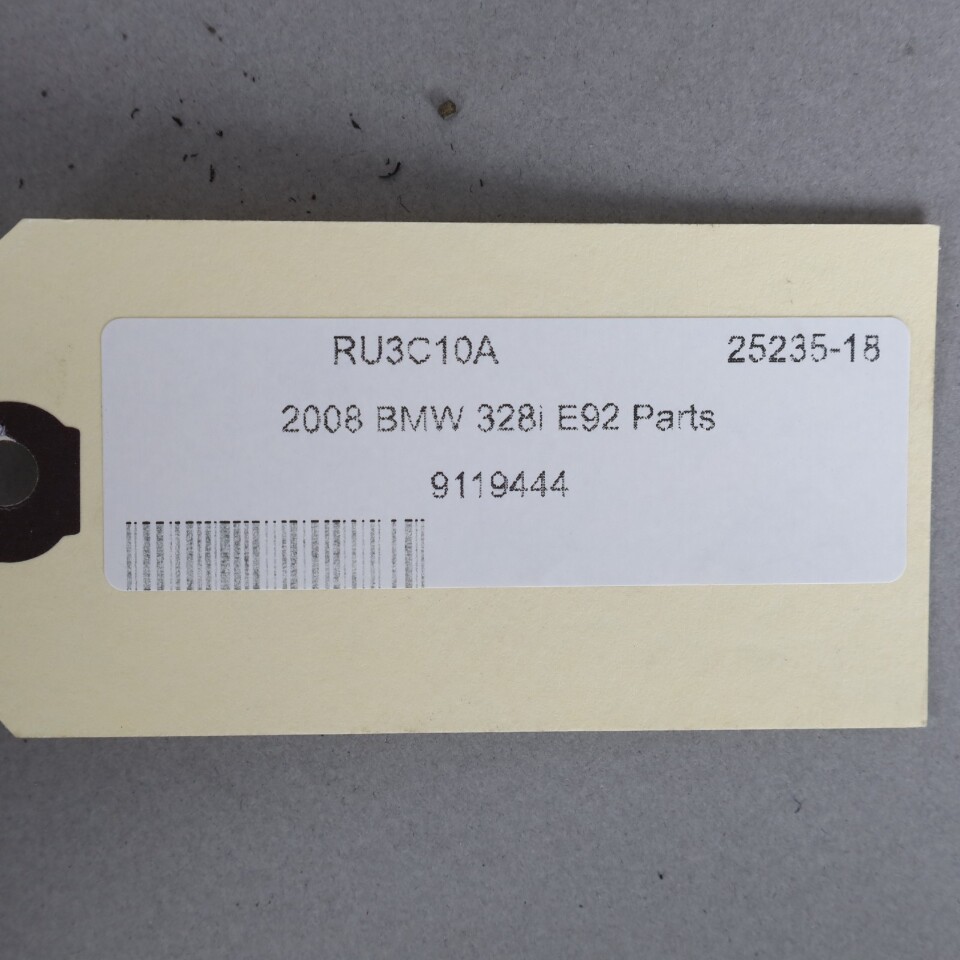 RU3C10A 25235-18
2008 BMW 328i E92 Parts
9119444